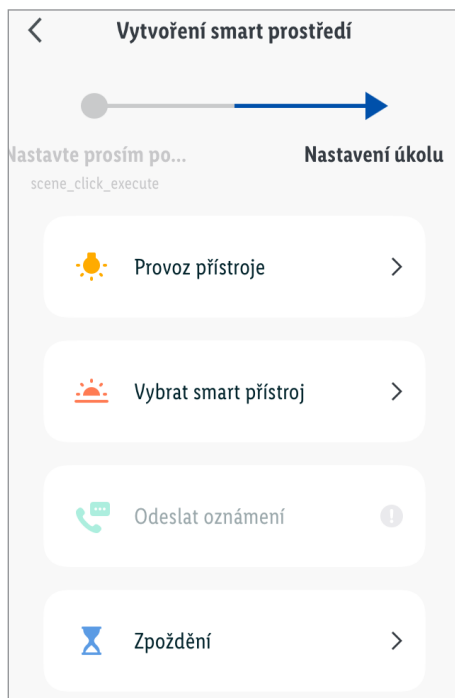 Vytvoření smart prostředí
Nastavte prosím po... Nastavení úkolu
scene_click_execute
Provoz přístroje
Vybrat smart přístroj
Odeslat oznámení
Zpoždění